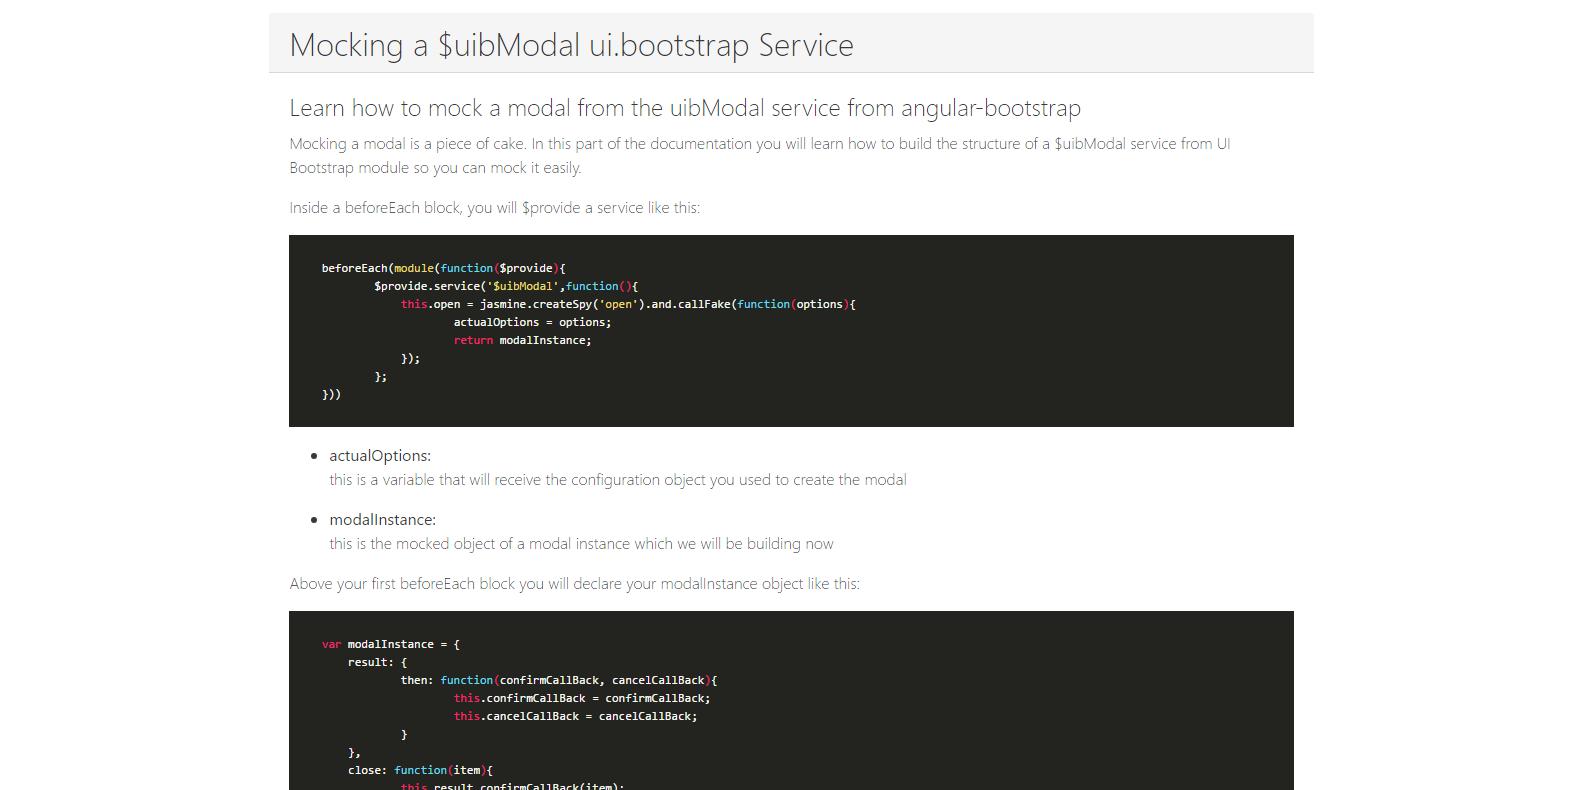 Mocking a $uibModal ui.bootstrap Service
Learn how to mock a modal from the uibModal service from angular-bootstrap
Mocking a modal is a piece of cake. In this part of the documentation you will learn how to build the structure of a $uibModal service from UI
Bootstrap module so you can mock it easily.
Inside a beforeEach block, you will $provide a service like this:
beforeEach(module(function($provide){
$provide.service('$uibModal',function(){
this.open = jasmine.createSpy('open').and.callFake(function(options){
actualOptions = options;
return modalInstance;
});
};
}))
actualOptions:
this is a variable that will receive the configuration object you used to create the modal
modalInstance:
this is the mocked object of a modal instance which we will be building now
Above your first beforeEach block you will declare your modalInstance object like this:
var modalInstance = {
result: {
then: function(confirmCallBack, cancelCallBack){
this.confirmCallBack = confirmCallBack;
this.cancelCallBack = cancelCallBack;
}
},
close: function(item){
this.result.confirmCallBack(item);